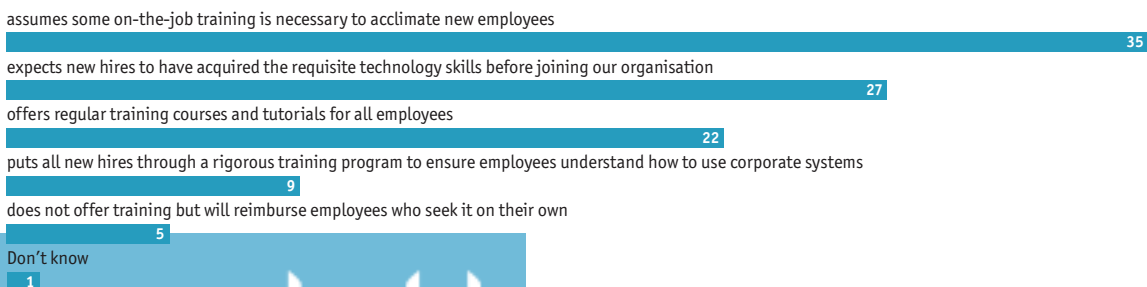 assumes some on-the-job training is necessary to acclimate new employees
35
expects new hires to have acquired the requisite technology skills before joining our organisation
27
offers regular training courses and tutorials for all employees
22
puts all new hires through a rigorous training program to ensure employees understand how to use corporate systems
9
does not offer training but will reimburse employees who seek it on their own
5
Don't know
1